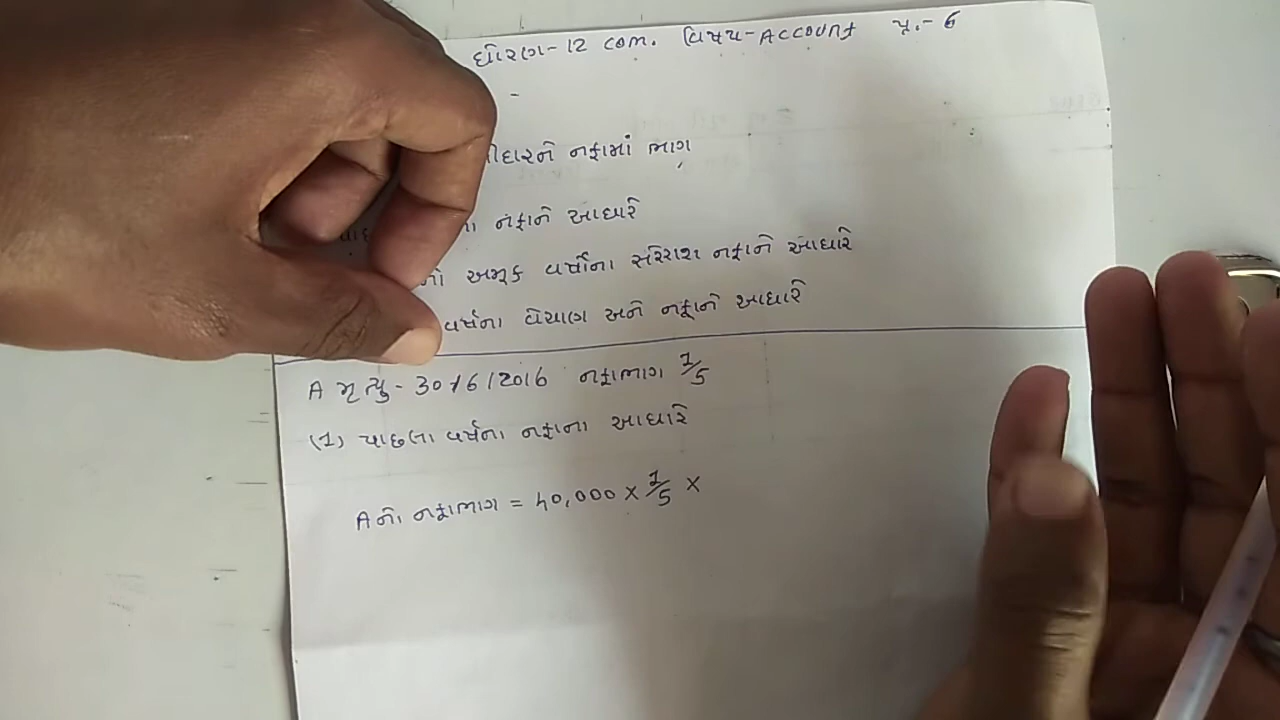 ધોરણ-12 com. વિષય-Account પ્ર.-6
નફામાં ભાગ
નફાને આધારે
અમૂક વર્ષોના સરેરાશ નફાને આધારે
વર્ષના વેચાણ અને નફાને આધારે
A મૃત્યુ - 30/6/2016 નફાભાગ 1/5
(1) પાછલા વર્ષના નફાના આધારે
Aનો નફાભાગ = 40,000 × 1/5 ×